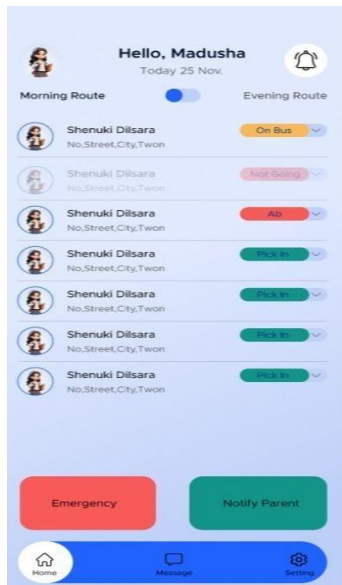 Hello, Madusha
Today 25 Nov.
Morning Route
Evening Route
Shenuki Dilsara
On Bus
No,Street,City,Twon
Shenuki Dilsara
Not Going
No,Street,City,Twon
Shenuki Dilsara
Ab
No,Street,City,Twon
Shenuki Dilsara
Pick In
No,Street,City,Twon
Shenuki Dilsara
Pick In
No,Street,City,Twon
Shenuki Dilsara
Pick In
No,Street,City,Twon
Shenuki Dilsara
Pick In
No,Street,City,Twon
Emergency
Notify Parent
Home
Message
Setting